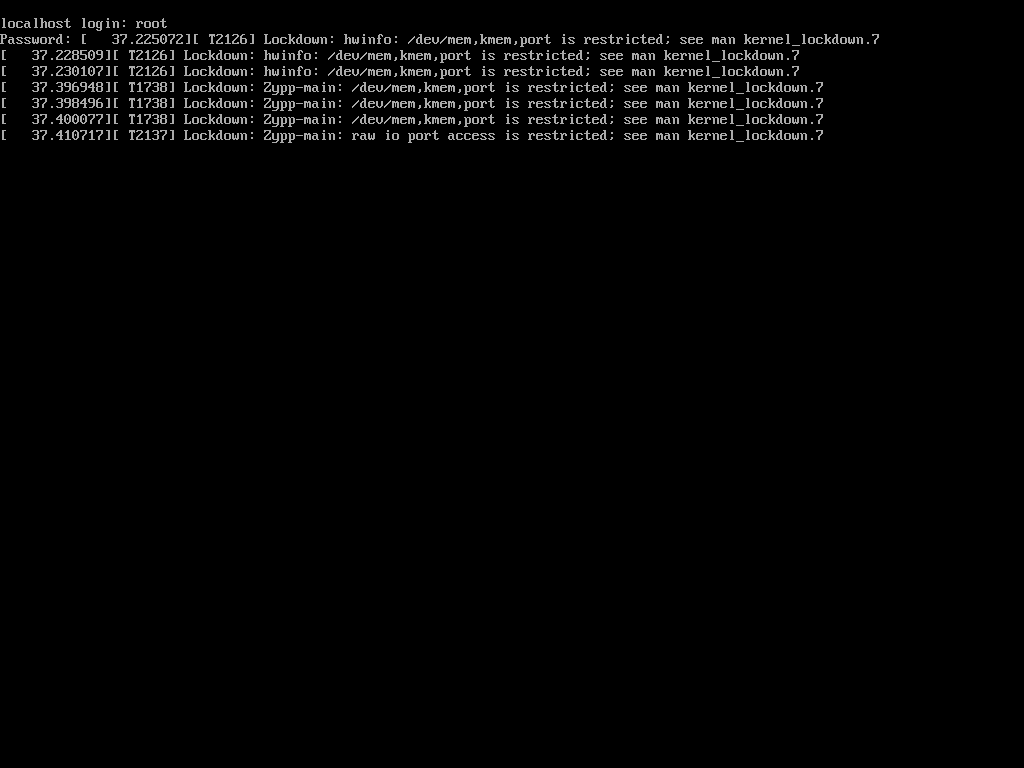 localhost login: root
Password: [   37.225072][ T2126] Lockdown: hwinfo: /dev/mem,kmem,port is restricted; see man kernel_lockdown.7
[   37.228509][ T2126] Lockdown: hwinfo: /dev/mem,kmem,port is restricted; see man kernel_lockdown.7
[   37.230107][ T2126] Lockdown: hwinfo: /dev/mem,kmem,port is restricted; see man kernel_lockdown.7
[   37.396948][ T1738] Lockdown: Zypp-main: /dev/mem,kmem,port is restricted; see man kernel_lockdown.7
[   37.398496][ T1738] Lockdown: Zypp-main: /dev/mem,kmem,port is restricted; see man kernel_lockdown.7
[   37.400077][ T1738] Lockdown: Zypp-main: /dev/mem,kmem,port is restricted; see man kernel_lockdown.7
[   37.410717][ T2137] Lockdown: Zypp-main: raw io port access is restricted; see man kernel_lockdown.7